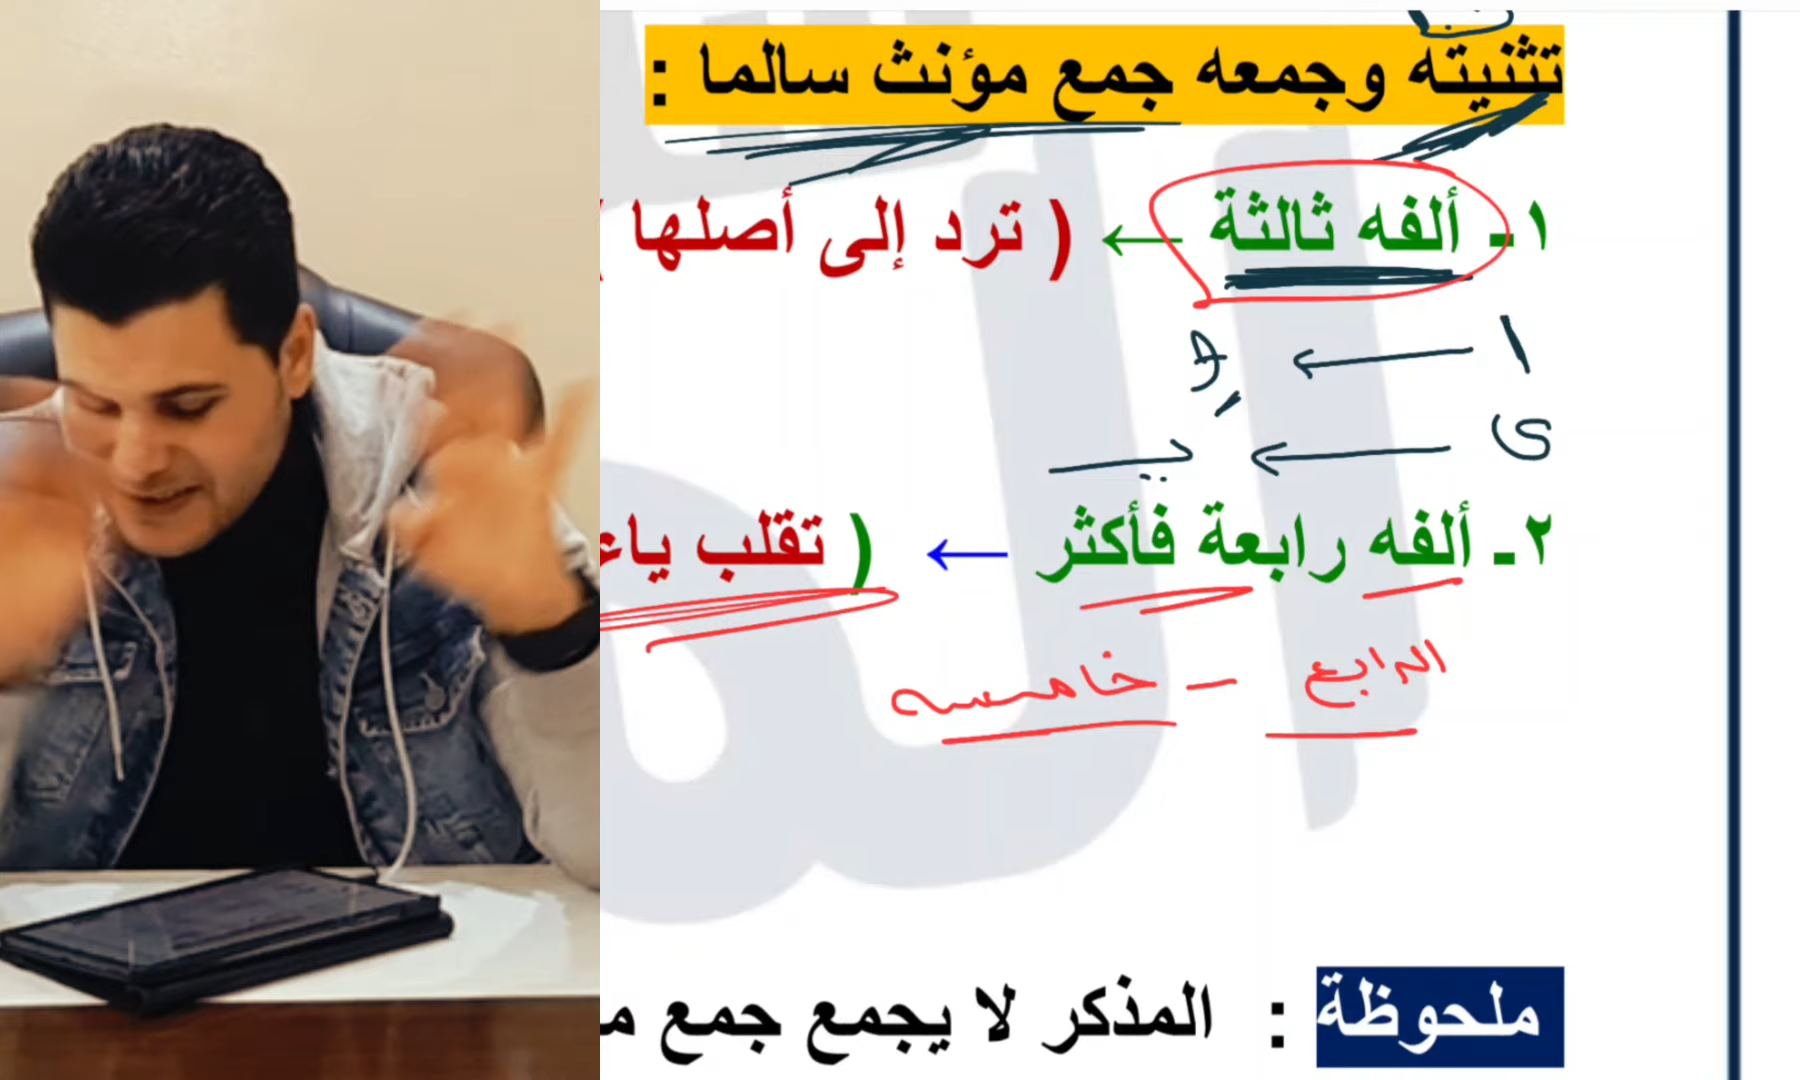 تثنيته وجمعه جمع مؤنث سالما :
١- ألفه ثالثة ← ( ترد إلى أصلها )
ا ← و
ى ← ي
٢- ألفه رابعة فأكثر ← ( تقلب ياء
الرابع - خامسه
ملحوظة : المذكر لا يجمع جمع